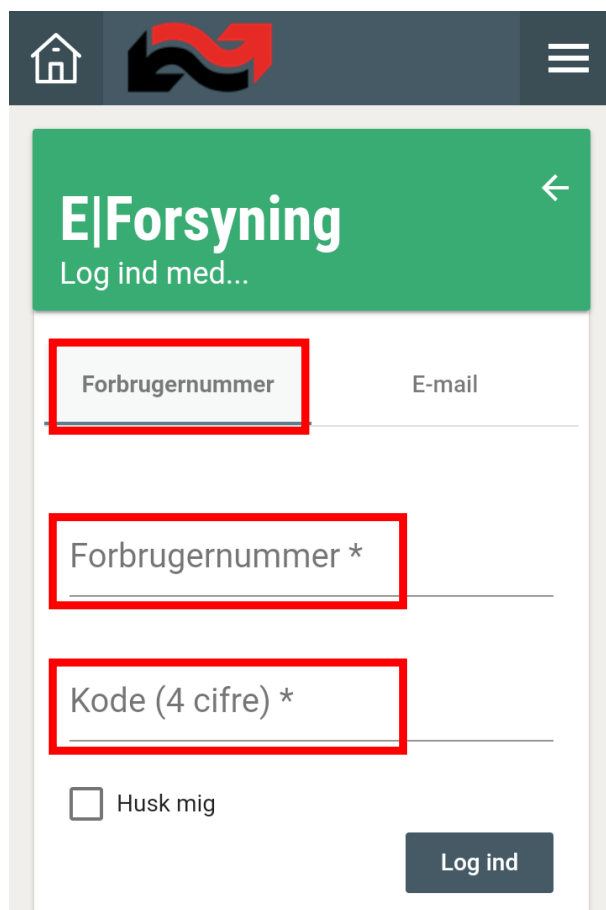 E|Forsyning
Log ind med...
Forbrugernummer
E-mail
Forbrugernummer *
Kode (4 cifre) *
Husk mig
Log ind